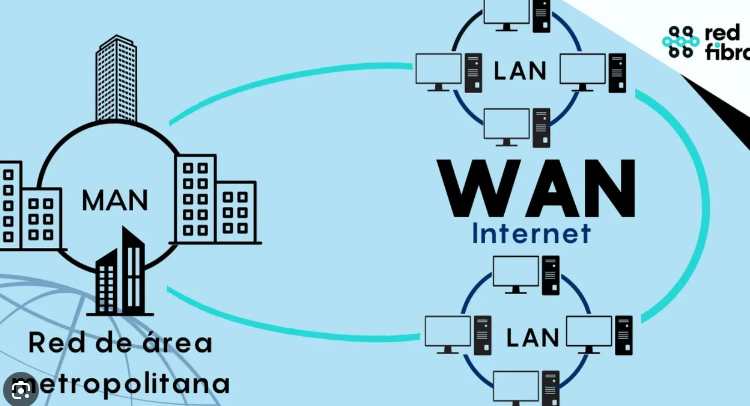 red
fibra
LAN
MAN
WAN
Internet
LAN
Red de área
metropolitana